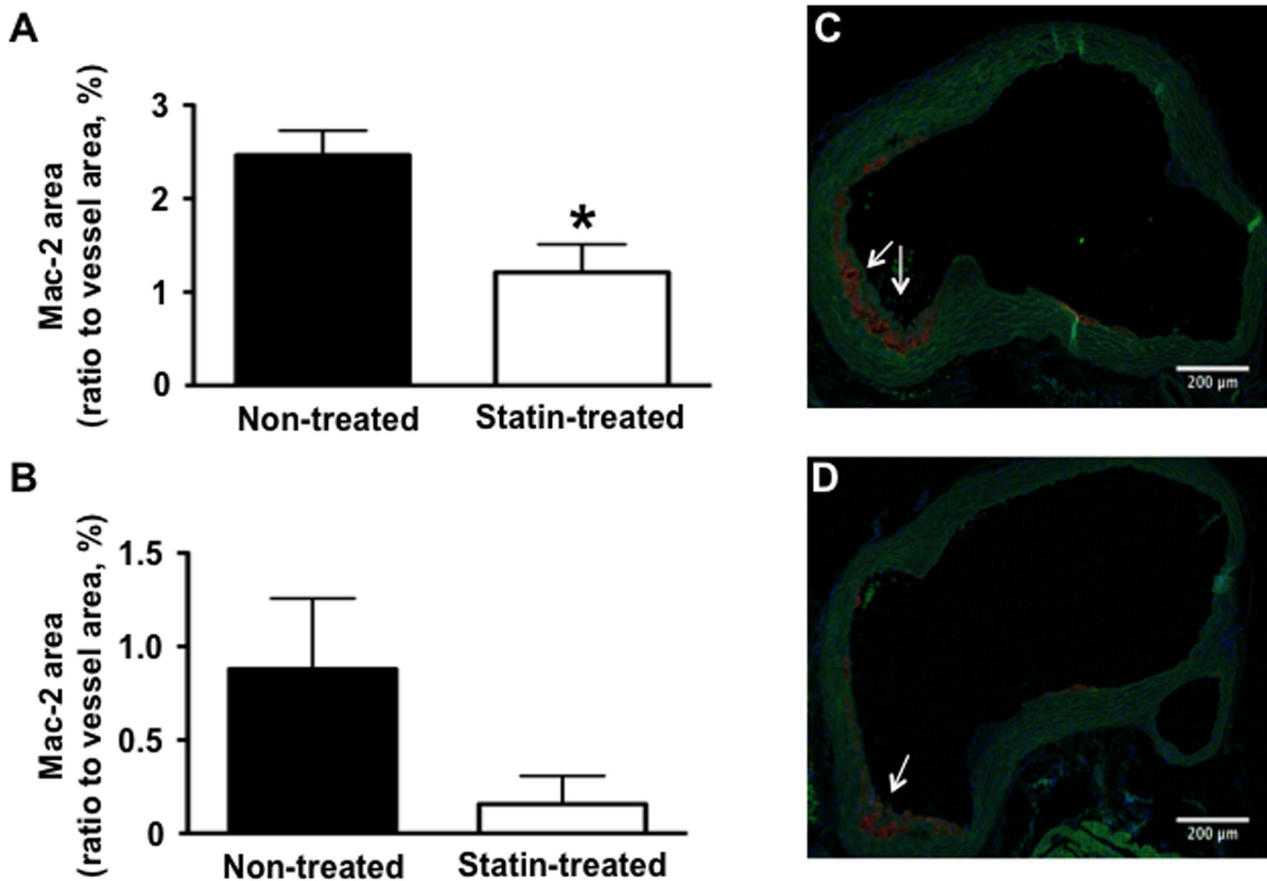 A
Mac-2 area
(ratio to vessel area, %)
3
2
1
0
*
Non-treated
Statin-treated
B
Mac-2 area
(ratio to vessel area, %)
1.5
1.0
0.5
0
Non-treated
Statin-treated
C
200 µm
D
200 µm